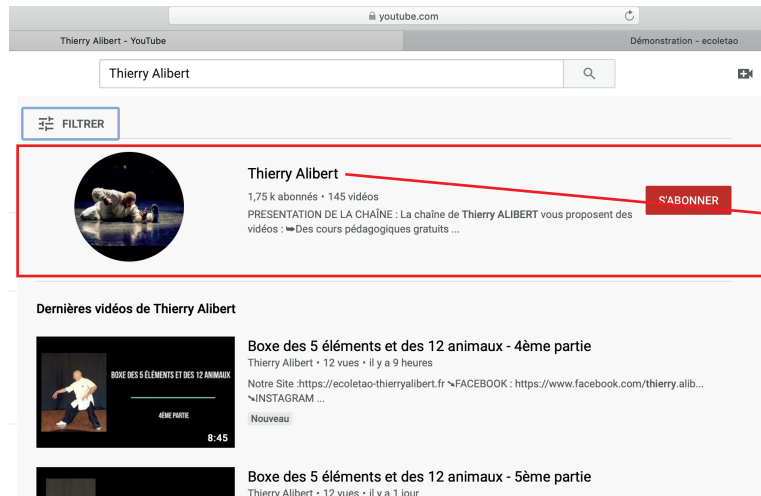 youtube.com
Thierry Alibert - YouTube
Démonstration - ecoletao
Thierry Alibert
FILTRER
Thierry Alibert
1,75 k abonnés • 145 vidéos
PRESENTATION DE LA CHAÎNE : La chaîne de Thierry ALIBERT vous proposent des
vidéos : ➥Des cours pédagogiques gratuits ...
S'ABONNER
Dernières vidéos de Thierry Alibert
BOXE DES 5 ÉLÉMENTS ET DES 12 ANIMAUX
4ÈME PARTIE
8:45
Boxe des 5 éléments et des 12 animaux - 4ème partie
Thierry Alibert • 12 vues • il y a 9 heures
Notre Site :https://ecoletao-thierryalibert.fr ➘FACEBOOK : https://www.facebook.com/thierry.alib...
➘INSTAGRAM ...
Nouveau
Boxe des 5 éléments et des 12 animaux - 5ème partie
Thierry Alibert • 12 vues • il y a 1 jour